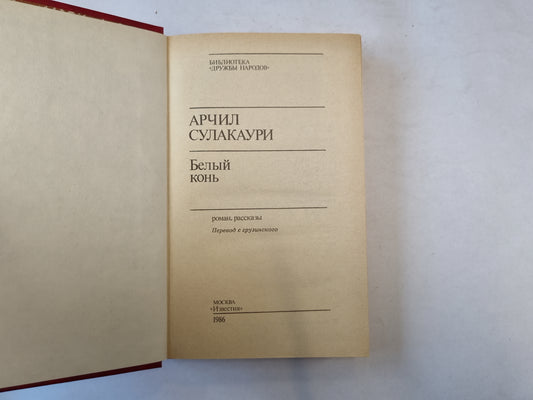 БИБЛИОТЕКА
«ДРУЖБЫ НАРОДОВ»
АРЧИЛ
СУЛАКАУРИ
Белый
конь
роман, рассказы
Перевод с грузинского
МОСКВА
«Известия»
1986